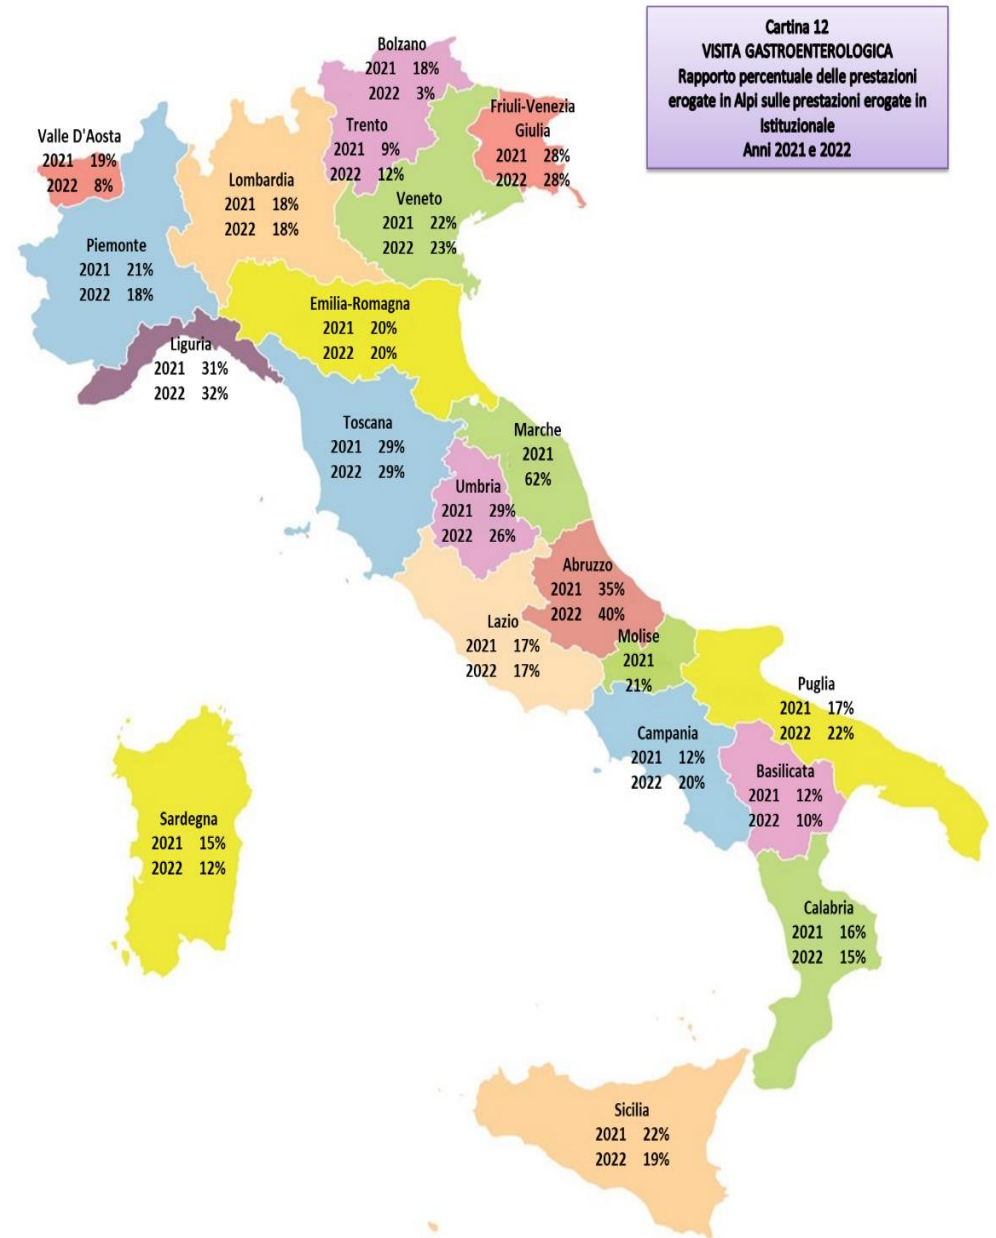 Cartina 12
VISITA GASTROENTEROLOGICA
Rapporto percentuale delle prestazioni
erogate in Alpi sulle prestazioni erogate in
Istituzionale
Anni 2021 e 2022
Bolzano
2021 18%
2022 3%
Friuli-Venezia
Giulia
2021 28%
2022 28%
Trento
2021 9%
2022 12%
Valle D'Aosta
2021 19%
2022 8%
Lombardia
2021 18%
2022 18%
Veneto
2021 22%
2022 23%
Piemonte
2021 21%
2022 18%
Emilia-Romagna
2021 20%
2022 20%
Liguria
2021 31%
2022 32%
Toscana
2021 29%
2022 29%
Marche
2021
62%
Umbria
2021 29%
2022 26%
Abruzzo
2021 35%
2022 40%
Lazio
2021 17%
2022 17%
Molise
2021
21%
Puglia
2021 17%
2022 22%
Campania
2021 12%
2022 20%
Basilicata
2021 12%
2022 10%
Sardegna
2021 15%
2022 12%
Calabria
2021 16%
2022 15%
Sicilia
2021 22%
2022 19%